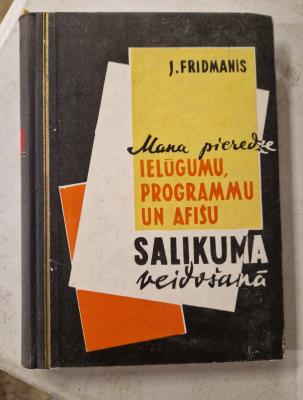 J. FRIDMANIS
Mana pieredze
IELŪGUMU,
PROGRAMMU
UN AFIŠU
SALIKUMA
veidošanā